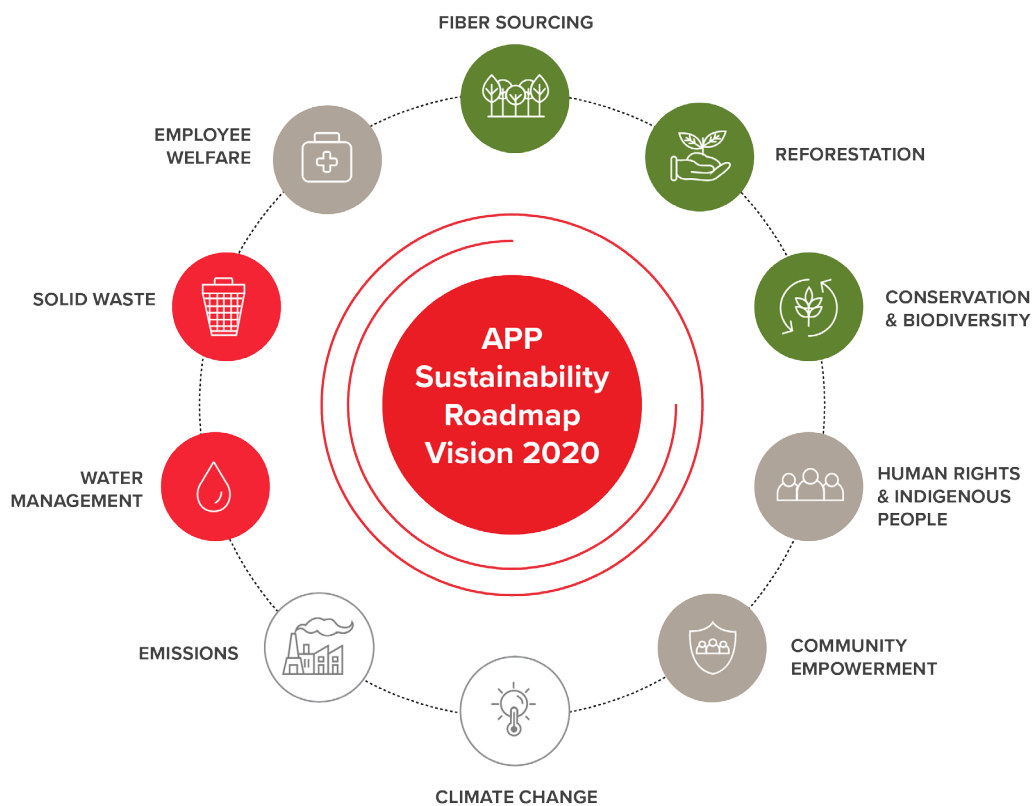 FIBER SOURCING
EMPLOYEE
WELFARE
REFORESTATION
SOLID WASTE
CONSERVATION
& BIODIVERSITY
APP
Sustainability
Roadmap
Vision 2020
WATER
MANAGEMENT
HUMAN RIGHTS
& INDIGENOUS
PEOPLE
EMISSIONS
COMMUNITY
EMPOWERMENT
CLIMATE CHANGE